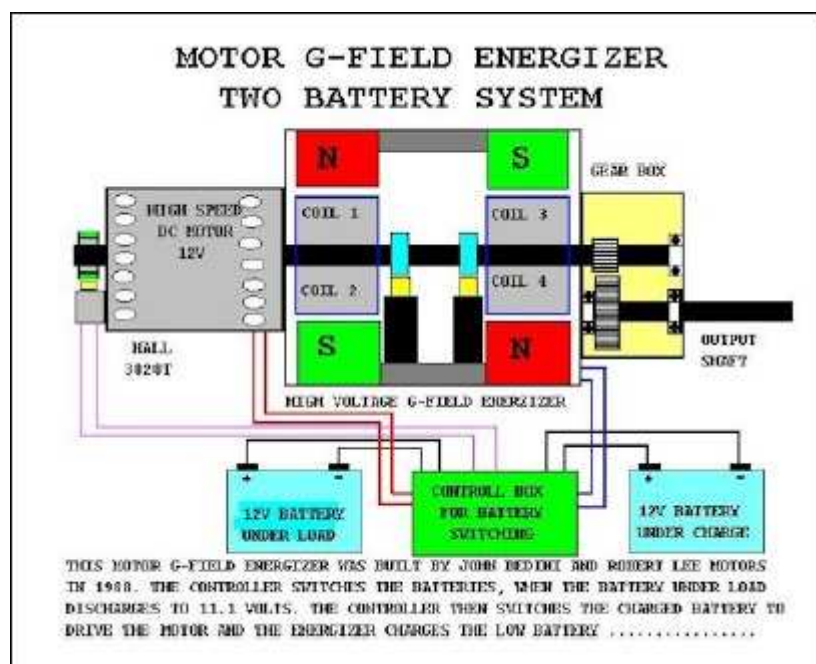 MOTOR G-FIELD ENERGIZER
TWO BATTERY SYSTEM
N
S
GEAR BOX
HIGH SPEED
DC MOTOR
12V
COIL 1
COIL 3
COIL 2
COIL 4
S
N
HALL
3020T
OUTPUT
SHAFT
HIGH VOLTAGE G-FIELD ENERGIZER
+ -
+ -
12V BATTERY
UNDER LOAD
CONTROLL BOX
FOR BATTERY
SWITCHING
12V BATTERY
UNDER CHARGE
THIS MOTOR G-FIELD ENERGIZER WAS BUILT BY JOHN BEDINI AND ROBERT LEE MOTORS
IN 1988. THE CONTROLLER SWITCHES THE BATTERIES, WHEN THE BATTERY UNDER LOAD
DISCHARGES TO 11.1 VOLTS. THE CONTROLLER THEN SWITCHES THE CHARGED BATTERY TO
DRIVE THE MOTOR AND THE ENERGIZER CHARGES THE LOW BATTERY ................